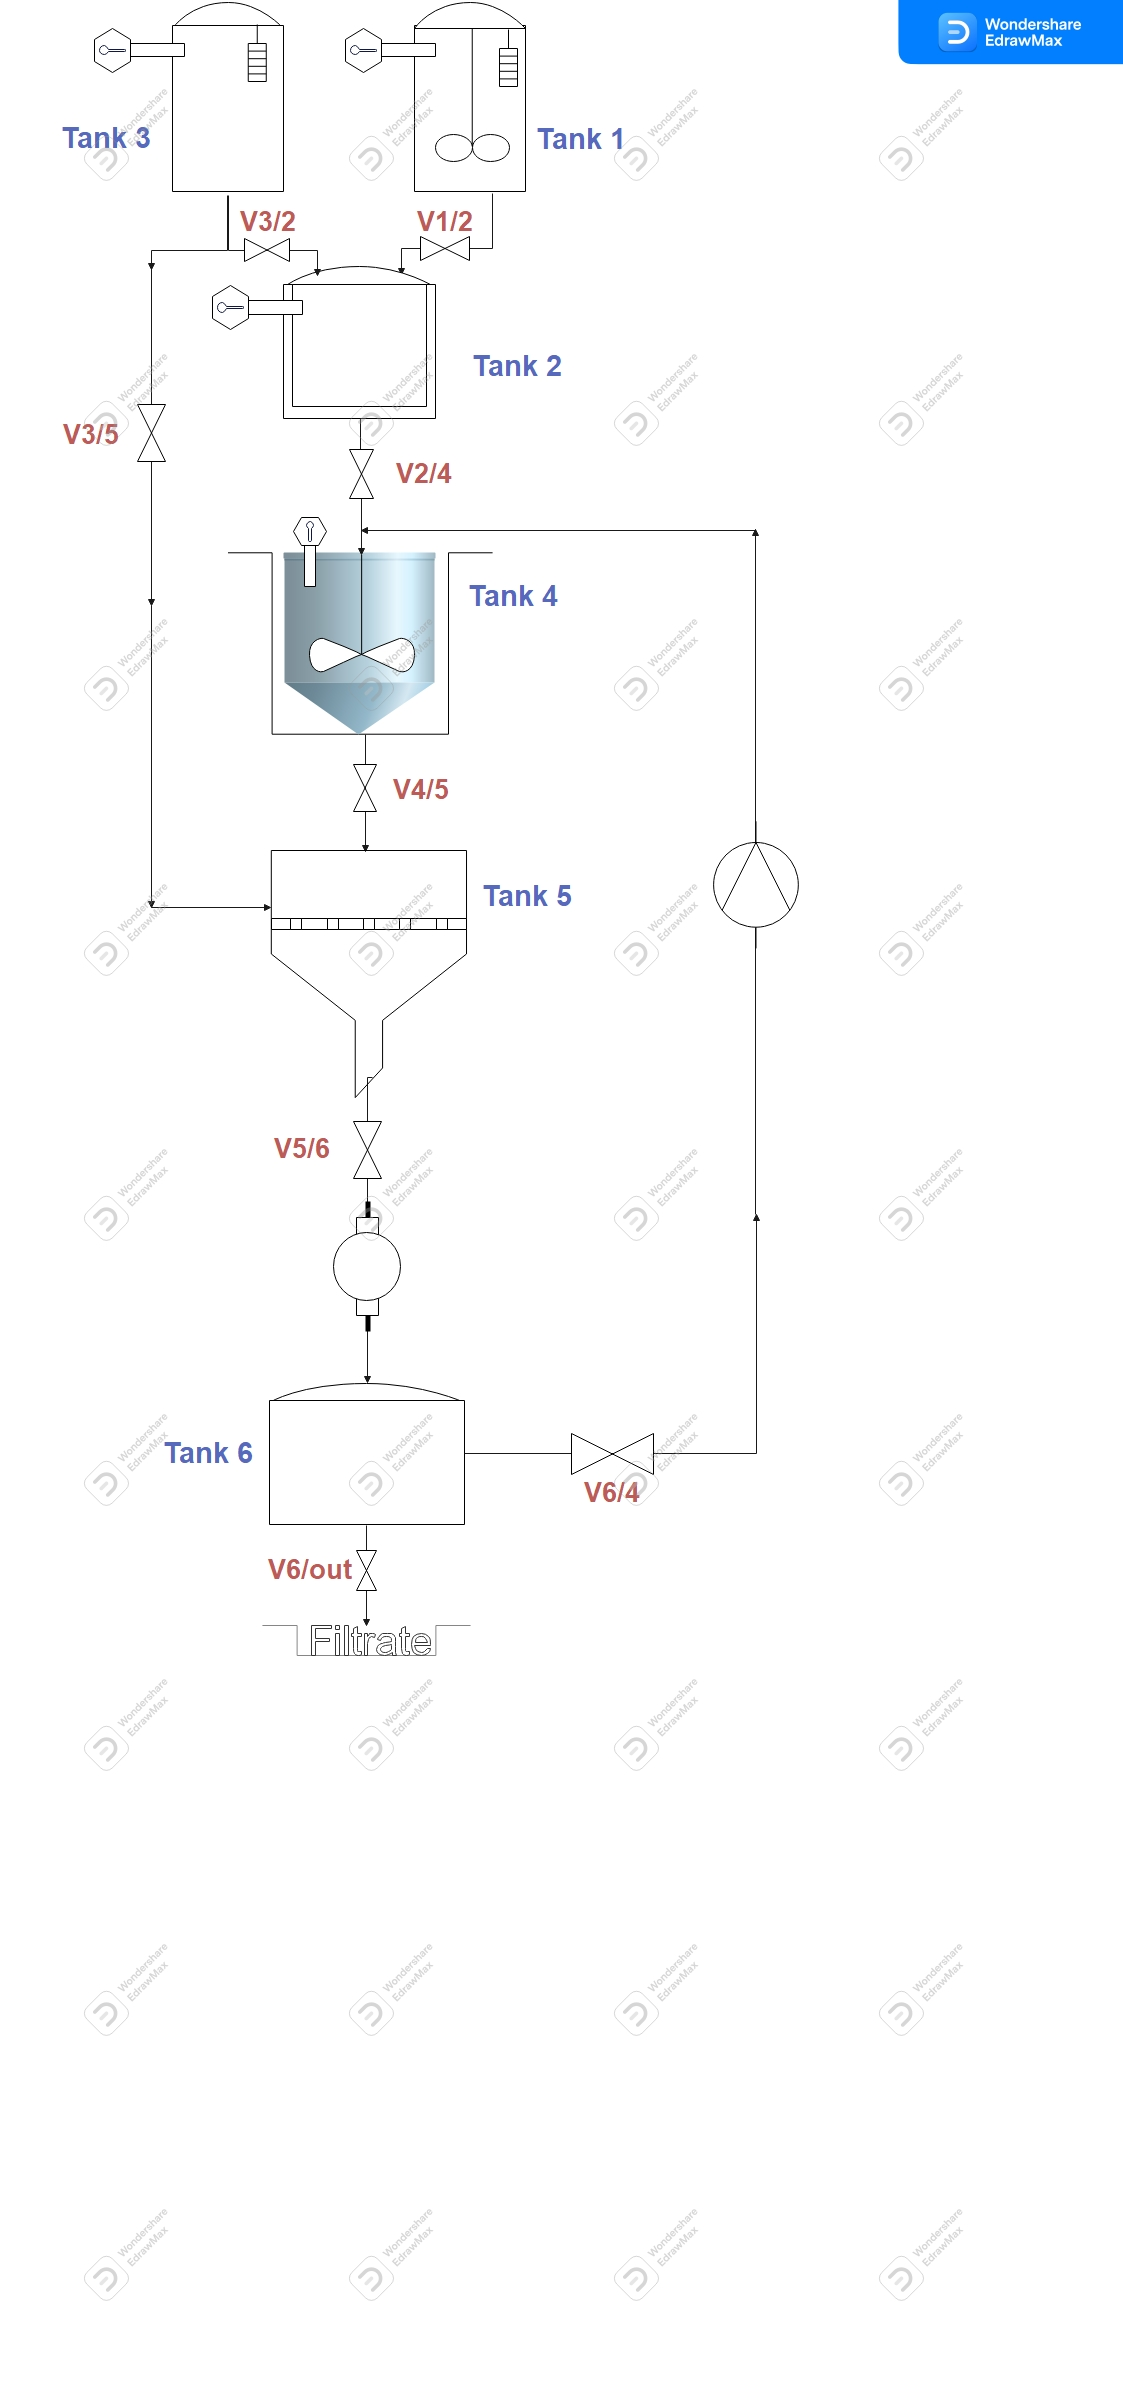 Wondershare
EdrawMax
Tank 3
Tank 1
V3/2
V1/2
Tank 2
V3/5
V2/4
Tank 4
V4/5
Tank 5
V5/6
Tank 6
V6/4
V6/out
Filtrate